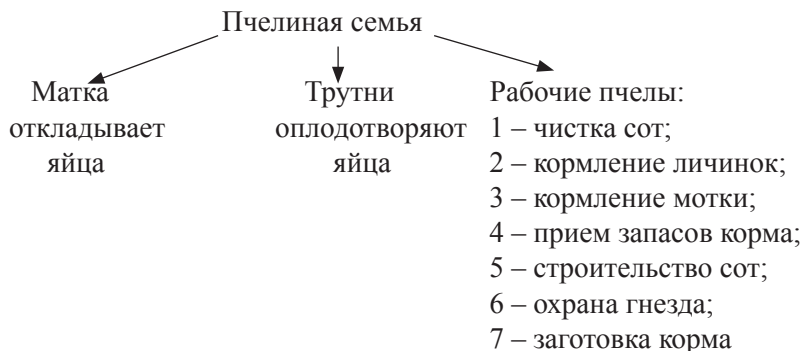 Пчелиная семья
Матка
откладывает
яйца
Трутни
оплодотворяют
яйца
Рабочие пчелы:
1 – чистка сот;
2 – кормление личинок;
3 – кормление мотки;
4 – прием запасов корма;
5 – строительство сот;
6 – охрана гнезда;
7 – заготовка корма